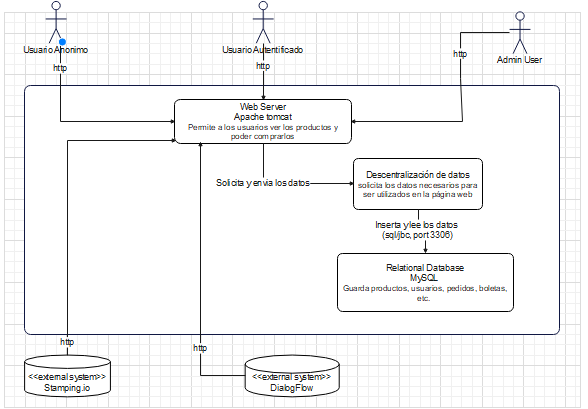 Usuario Anonimo
Usuario Autentificado
Admin User
http
http
http
Web Server
Apache tomcat
Permite a los usuarios ver los productos y
poder comprarlos
Solicita y envia los datos
Descentralización de datos
solicita los datos necesarios para
ser utilizados en la página web
Inserta y lee los datos
(sql/jbc, port 3306)
Relational Database
MySQL
Guarda productos, usuarios, pedidos, boletas,
etc.
http
http
<<external system>>
Stamping.io
<<external system>>
DialogFlow